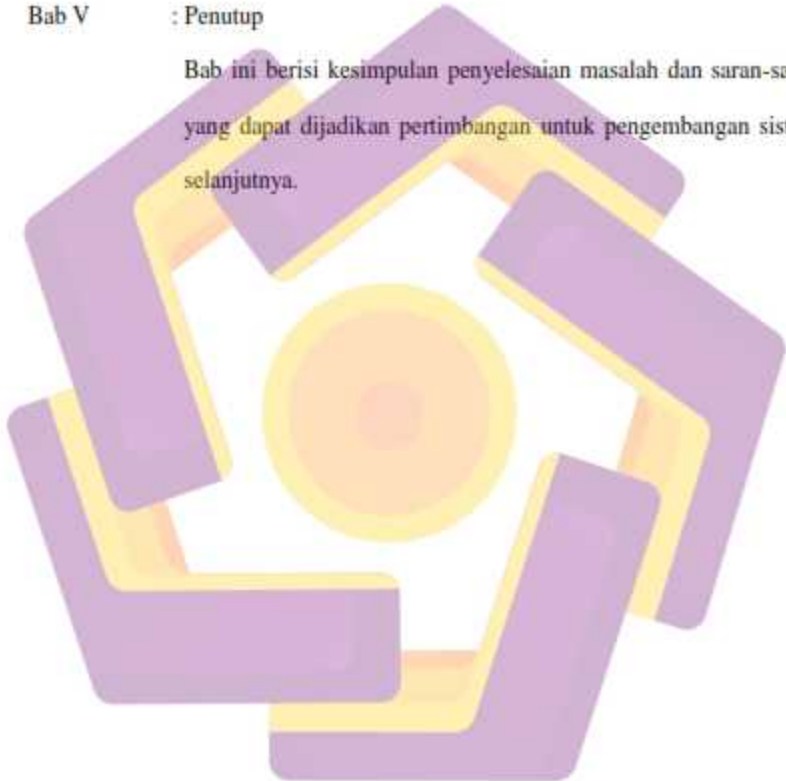 Bab V : Penutup
Bab ini berisi kesimpulan penyelesaian masalah dan
yang dapat dijadikan pertimbangan untuk pengembangan
selanjutnya.